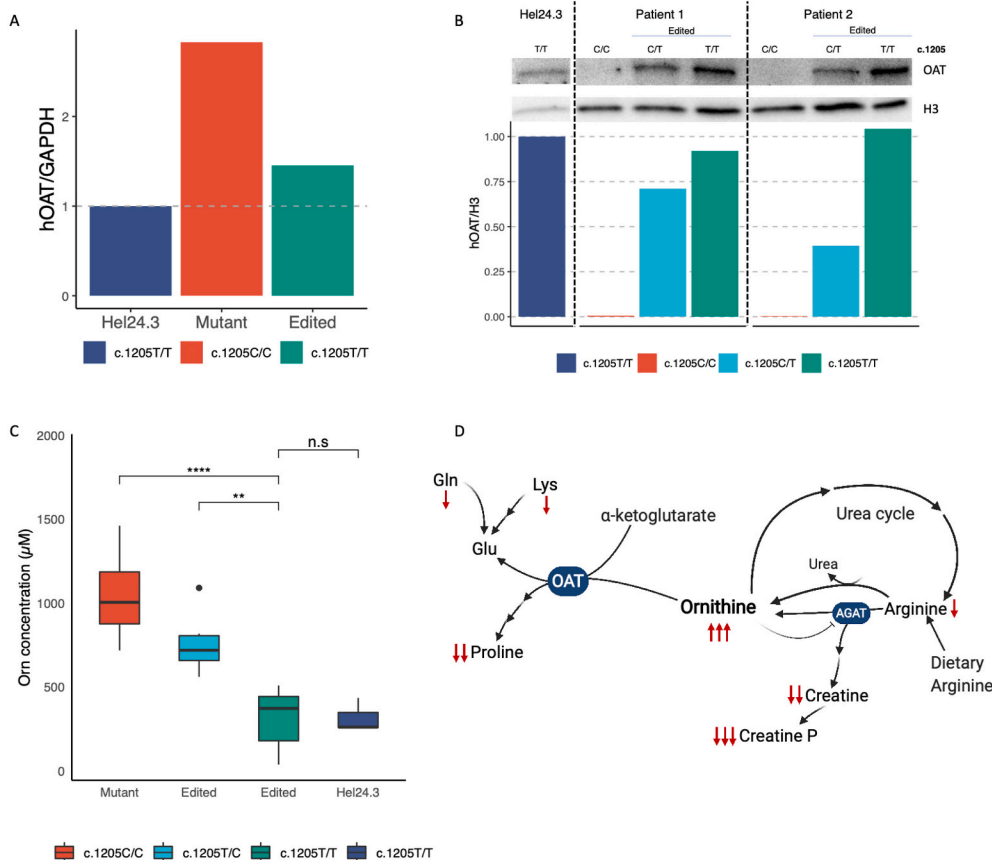 A
hOAT/GAPDH
2
1
0
Hel24.3 Mutant Edited
c.1205T/T c.1205C/C c.1205T/T
B
Hel24.3 Patient 1 Patient 2
Edited Edited
T/T C/C C/T T/T C/C C/T T/T c.1205
OAT
H3
hOAT/H3
1.00
0.75
0.50
0.25
0.00
c.1205T/T c.1205C/C c.1205C/T c.1205T/T
C
Orn concentration (µM)
2000
1500
1000
500
0
n.s
****
**
Mutant Edited Edited Hel24.3
c.1205C/C c.1205T/C c.1205T/T c.1205T/T
D
Gln
Lys
α-ketoglutarate
Urea cycle
Glu
OAT
Urea
Ornithine
AGAT
Arginine
Proline
Dietary
Arginine
Creatine
Creatine P